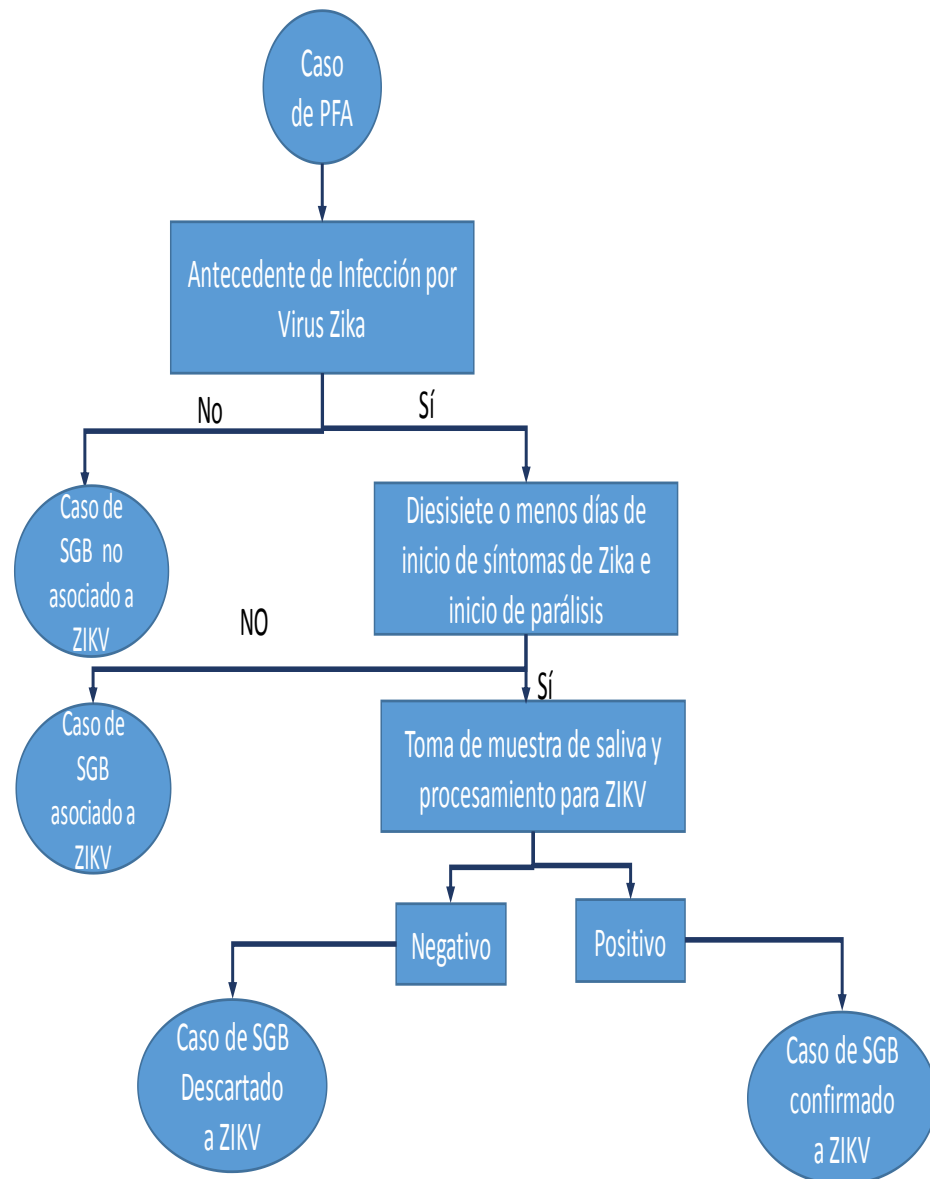 Caso
de PFA
Antecedente de Infección por
Virus Zika
No
Sí
Caso de
SGB no
asociado a
ZIKV
Diesisiete o menos días de
inicio de síntomas de Zika e
inicio de parálisis
NO
Sí
Caso de
SGB
asociado a
ZIKV
Toma de muestra de saliva y
procesamiento para ZIKV
Negativo
Positivo
Caso de SGB
Descartado
a ZIKV
Caso de SGB
confirmado
a ZIKV